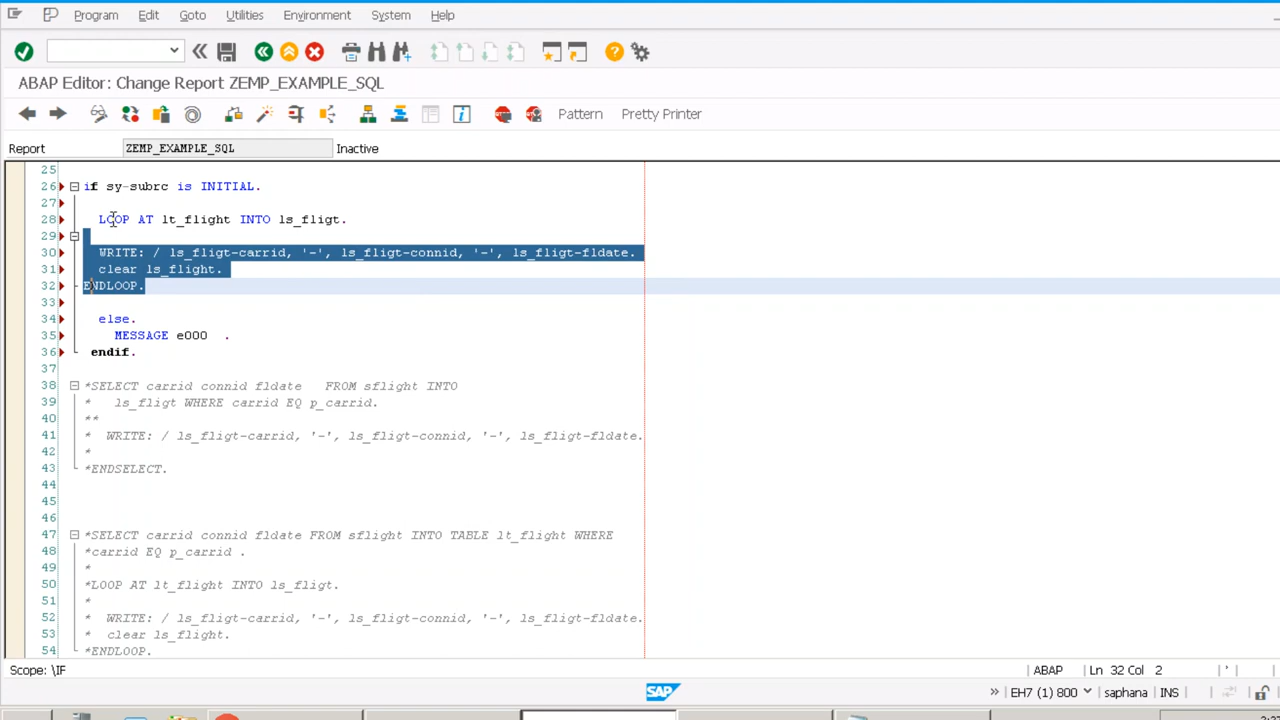 Program Edit Goto Utilities Environment System Help
ABAP Editor: Change Report ZEMP_EXAMPLE_SQL
Pattern Pretty Printer
Report ZEMP_EXAMPLE_SQL Inactive
25
26 if sy-subrc is INITIAL.
27
28 LOOP AT lt_flight INTO ls_fligt.
29
30 WRITE: / ls_fligt-carrid, '-', ls_fligt-connid, '-', ls_fligt-fldate.
31 clear ls_flight.
32 ENDLOOP.
33
34 else.
35 MESSAGE e000 .
36 endif.
37
38 *SELECT carrid connid fldate FROM sflight INTO
39 * ls_fligt WHERE carrid EQ p_carrid.
40 **
41 * WRITE: / ls_fligt-carrid, '-', ls_fligt-connid, '-', ls_fligt-fldate.
42 *
43 *ENDSELECT.
44
45
46
47 *SELECT carrid connid fldate FROM sflight INTO TABLE lt_flight WHERE
48 *carrid EQ p_carrid .
49 *
50 *LOOP AT lt_flight INTO ls_fligt.
51 *
52 * WRITE: / ls_fligt-carrid, '-', ls_fligt-connid, '-', ls_fligt-fldate.
53 * clear ls_flight.
54 *ENDLOOP.
Scope: \IF ABAP Ln 32 Col 2
SAP EH7 (1) 800 saphana INS